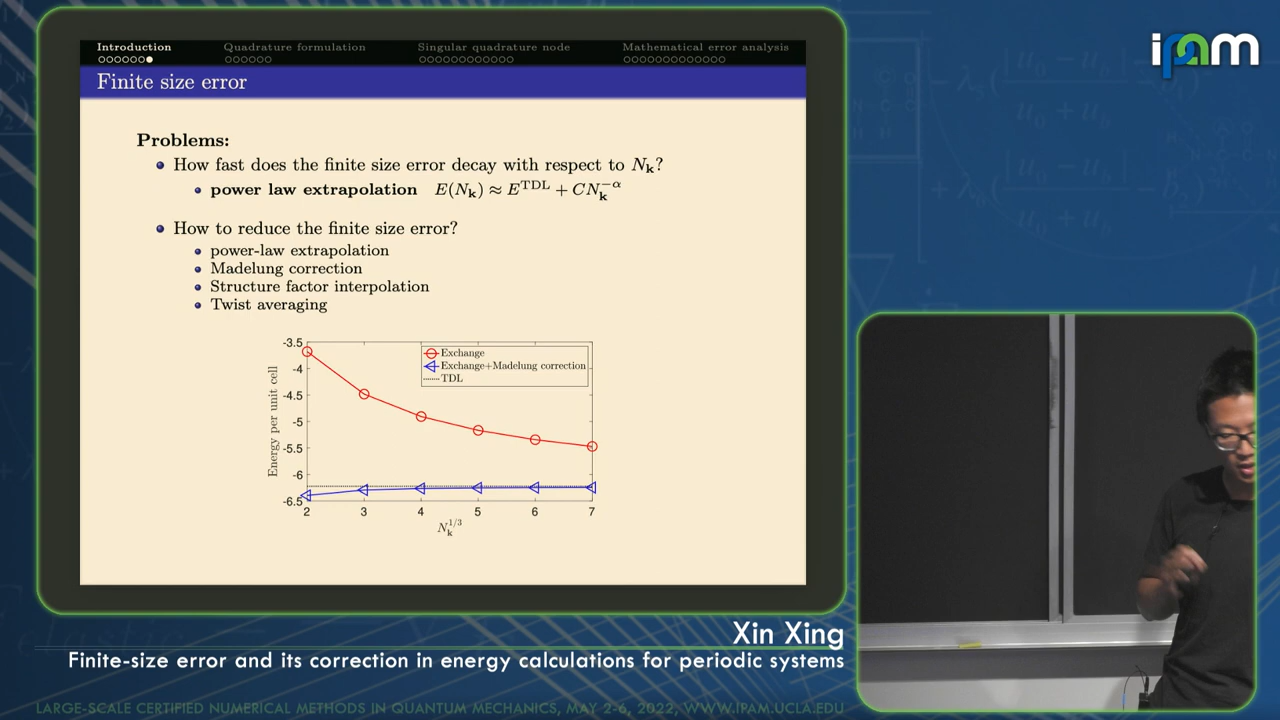 Introduction
Quadrature formulation
Singular quadrature node
Mathematical error analysis
Finite size error
Problems:
How fast does the finite size error decay with respect to N_k?
power law extrapolation E(N_k) ≈ E^TDL + CN_k^−α
How to reduce the finite size error?
power-law extrapolation
Madelung correction
Structure factor interpolation
Twist averaging
Exchange
Exchange+Madelung correction
TDL
Energy per unit cell
-3.5
-4
-4.5
-5
-5.5
-6
-6.5
2 3 4 5 6 7
N_k^1/3
ipam
Xin Xing
Finite-size error and its correction in energy calculations for periodic systems
LARGE-SCALE CERTIFIED NUMERICAL METHODS IN QUANTUM MECHANICS, MAY 2-6, 2022, WWW.IPAM.UCLA.EDU